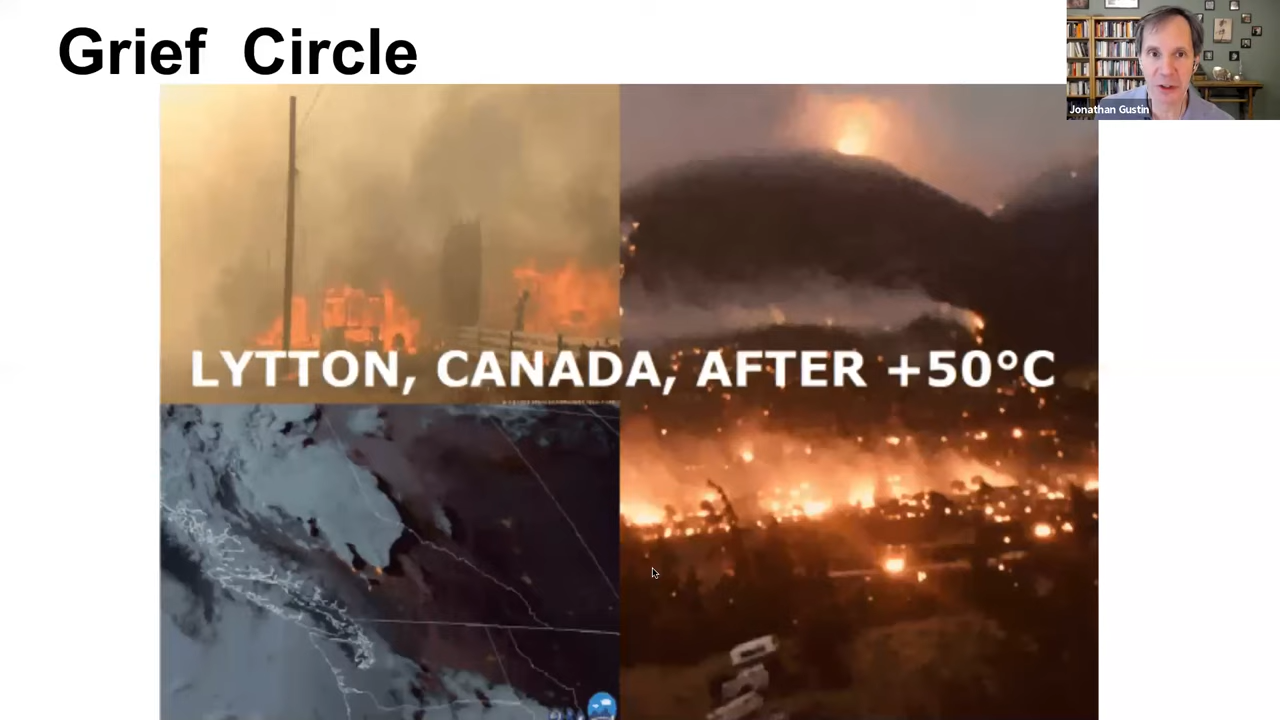 Grief Circle
Jonathan Gustin
LYTTON, CANADA, AFTER +50°C